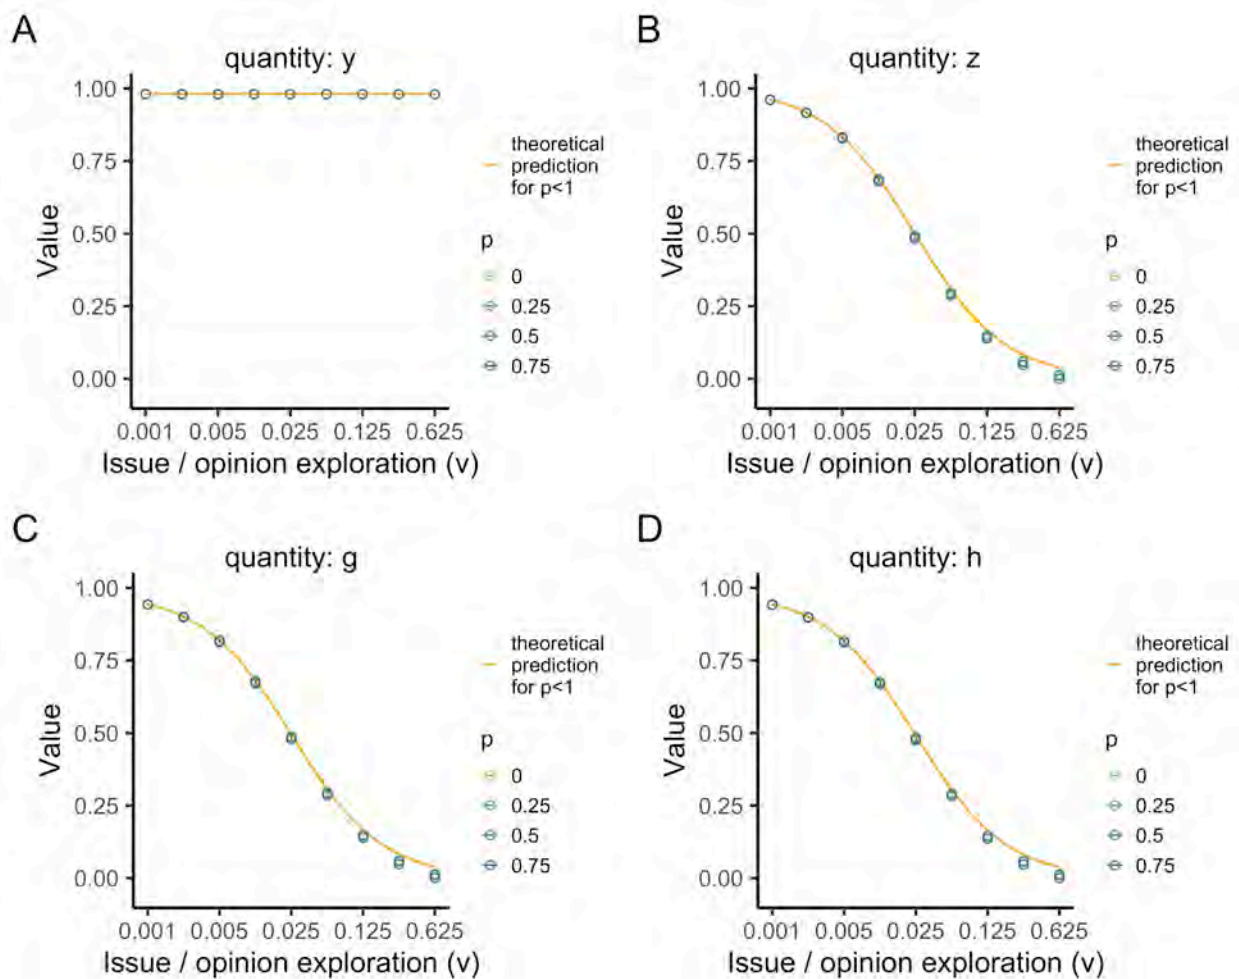 A
quantity: y
1.00
0.75
0.50
0.25
0.00
Value
0.001 0.005 0.025 0.125 0.625
Issue / opinion exploration (v)
theoretical
prediction
for p<1
p
0
0.25
0.5
0.75
B
quantity: z
1.00
0.75
0.50
0.25
0.00
Value
0.001 0.005 0.025 0.125 0.625
Issue / opinion exploration (v)
theoretical
prediction
for p<1
p
0
0.25
0.5
0.75
C
quantity: g
1.00
0.75
0.50
0.25
0.00
Value
0.001 0.005 0.025 0.125 0.625
Issue / opinion exploration (v)
theoretical
prediction
for p<1
p
0
0.25
0.5
0.75
D
quantity: h
1.00
0.75
0.50
0.25
0.00
Value
0.001 0.005 0.025 0.125 0.625
Issue / opinion exploration (v)
theoretical
prediction
for p<1
p
0
0.25
0.5
0.75